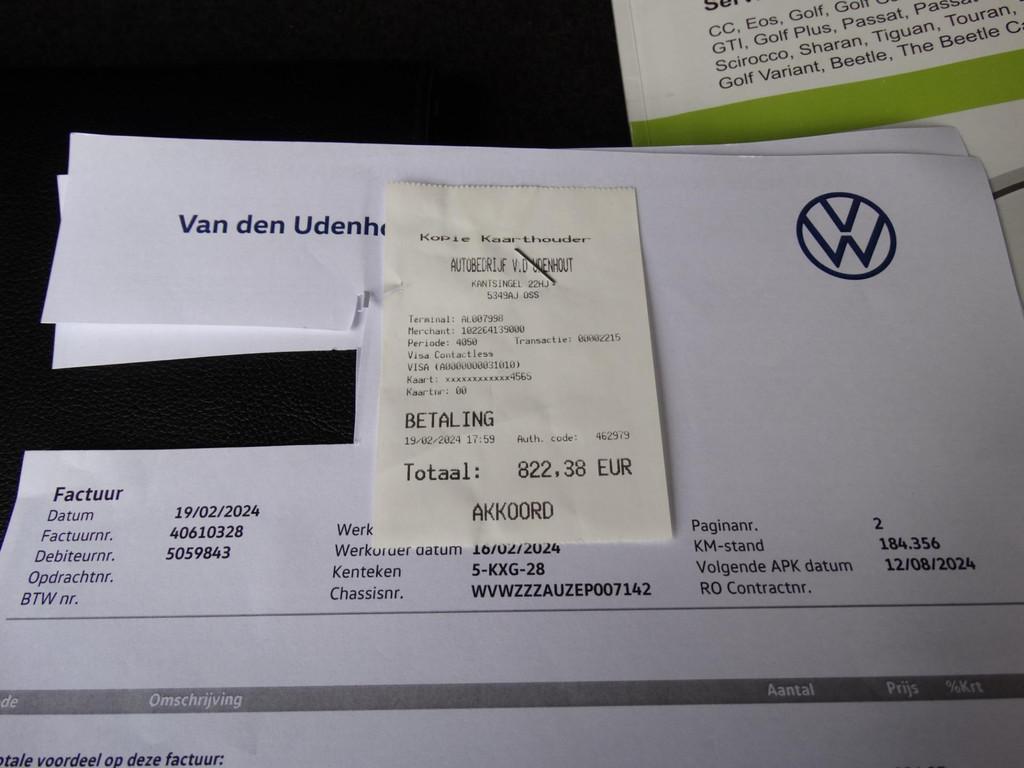 CC, Eos, Golf, Golf
GTI, Golf Plus, Passat,
Scirocco, Sharan, Tiguan, Touran,
Golf Variant, Beetle, The Beetle
Van den
Kopie Kaarthouder
AUTOBEDRIJF V.D UDENHOUT
KANTSINGEL 22HJ
5349AJ OSS
Terminal: AL007998
Merchant: 102264139000
Periode: 4050 Transactie: 00002215
Visa Contactless
VISA (A0000000031010)
Kaart: xxxxxxxxxxxx4565
Kaartnr: 00
BETALING
19/02/2024 17:59 Auth. code: 462979
Totaal: 822,38 EUR
AKKOORD
Factuur
Datum 19/02/2024
Factuurnr. 40610328
Debiteurnr. 5059843
Opdrachtnr.
BTW nr.
Werk
Werkorder datum 16/02/2024
Kenteken 5-KXG-28
Chassisnr. WVWZZZAUZEP007142
Paginanr. 2
KM-stand 184.356
Volgende APK datum 12/08/2024
RO Contractnr.
Omschrijving Aantal Prijs %Krt
voordeel op deze factuur: